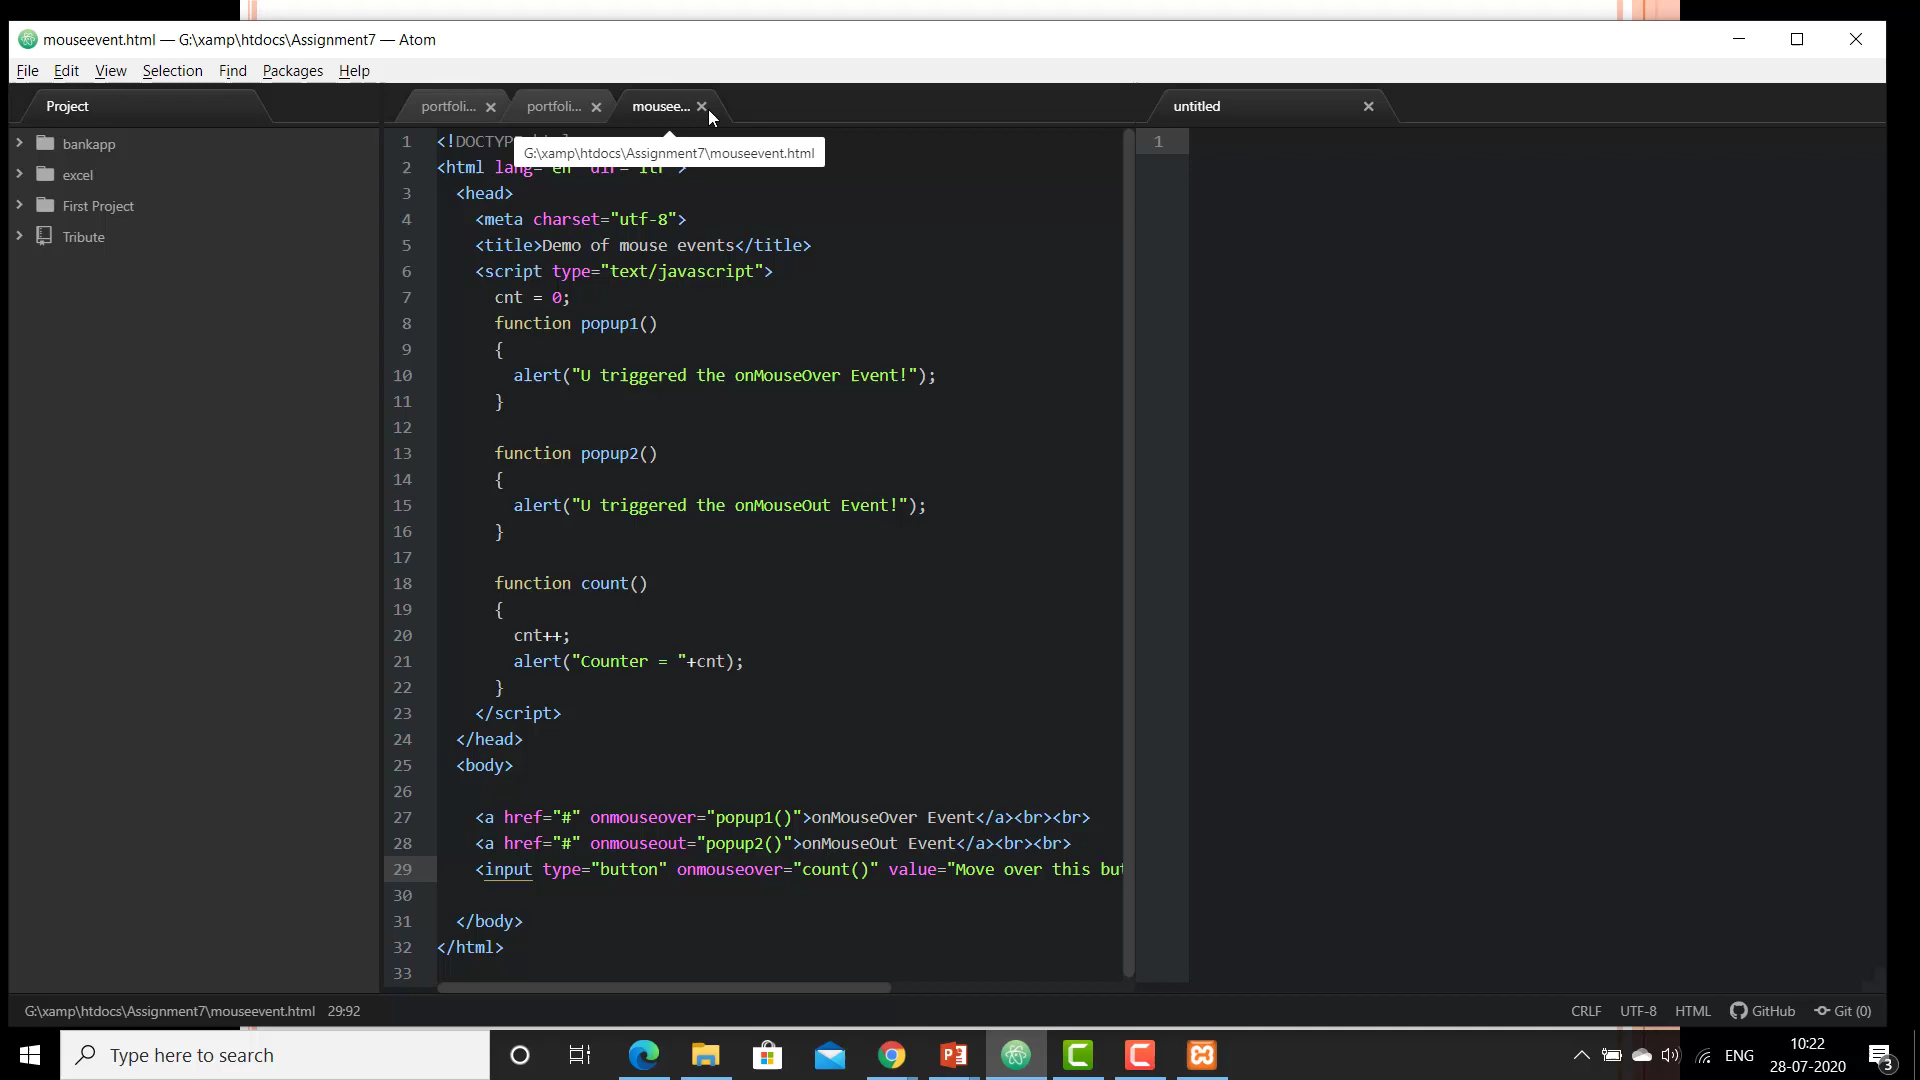 mouseevent.html — G:\xamp\htdocs\Assignment7 — Atom
File Edit View Selection Find Packages Help
Project
portfoli...
portfoli...
mousee...
untitled
bankapp
excel
First Project
Tribute
G:\xamp\htdocs\Assignment7\mouseevent.html
1 <!DOCTYP
2 <html lang="en" dir="ltr">
3 <head>
4 <meta charset="utf-8">
5 <title>Demo of mouse events</title>
6 <script type="text/javascript">
7 cnt = 0;
8 function popup1()
9 {
10 alert("U triggered the onMouseOver Event!");
11 }
12
13 function popup2()
14 {
15 alert("U triggered the onMouseOut Event!");
16 }
17
18 function count()
19 {
20 cnt++;
21 alert("Counter = "+cnt);
22 }
23 </script>
24 </head>
25 <body>
26
27 <a href="#" onmouseover="popup1()">onMouseOver Event</a><br><br>
28 <a href="#" onmouseout="popup2()">onMouseOut Event</a><br><br>
29 <input type="button" onmouseover="count()" value="Move over this but
30
31 </body>
32 </html>
33
1
G:\xamp\htdocs\Assignment7\mouseevent.html 29:92
CRLF UTF-8 HTML GitHub Git (0)
Type here to search
ENG
10:22
28-07-2020
3